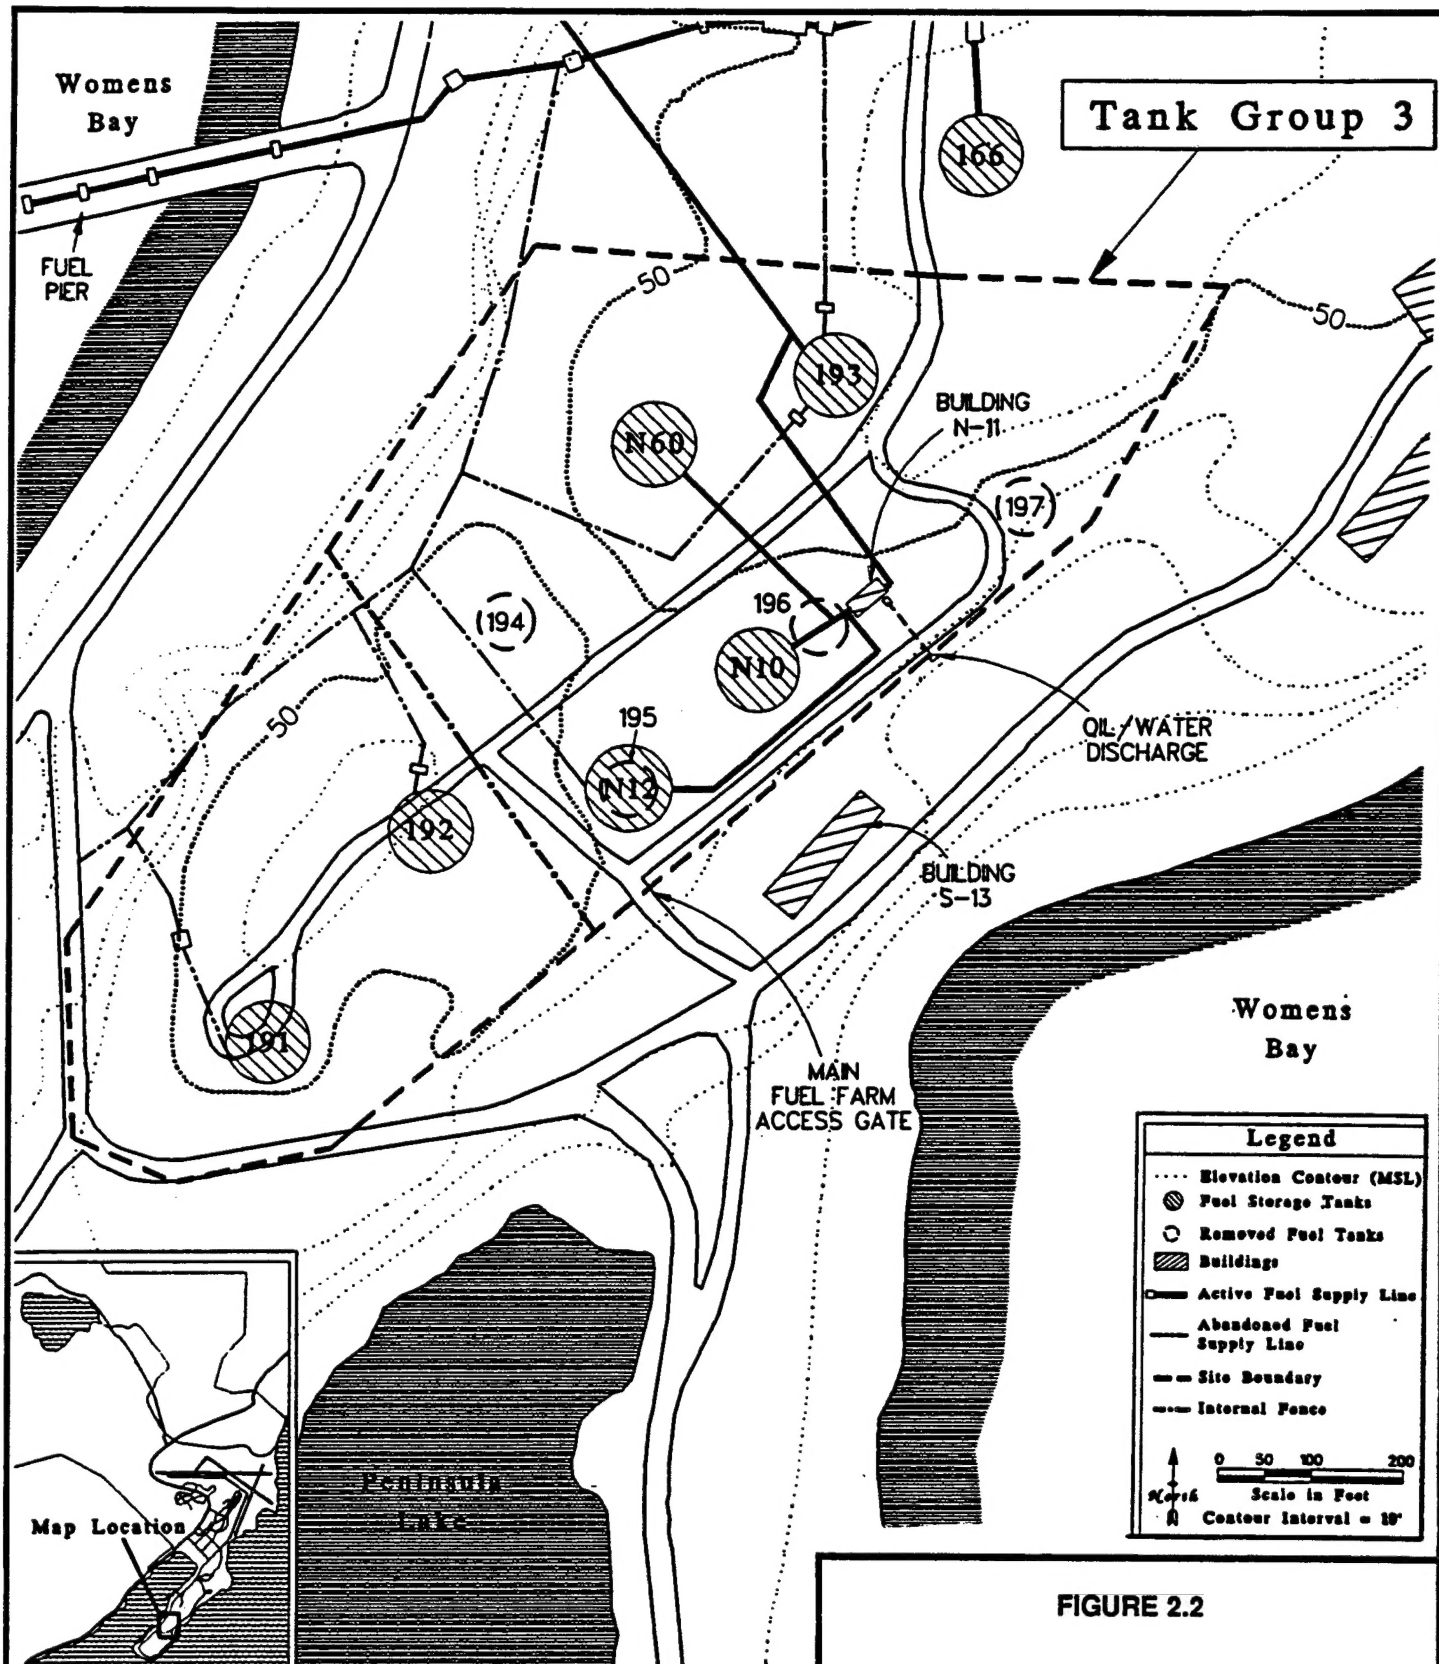 Womens
Bay
Tank Group 3
166
FUEL
PIER
50
50
193
BUILDING
N-11
N60
197
194
196
N10
50
195
OIL/WATER
DISCHARGE
N12
192
BUILDING
S-13
Womens
Bay
191
MAIN
FUEL FARM
ACCESS GATE
Legend
Elevation Contour (MSL)
Fuel Storage Tanks
Removed Fuel Tanks
Buildings
Active Fuel Supply Line
Abandoned Fuel
Supply Line
Site Boundary
Internal Fence
0 50 100 200
North
Scale in Feet
Contour Interval = 10'
Peninsula
Lake
Map Location
FIGURE 2.2